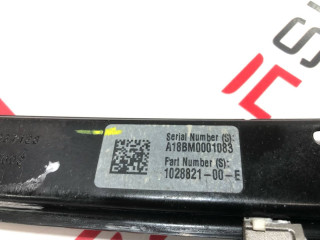 Serial Number (S):
A18BM0001083
Part Number (S):
1028821-00-E